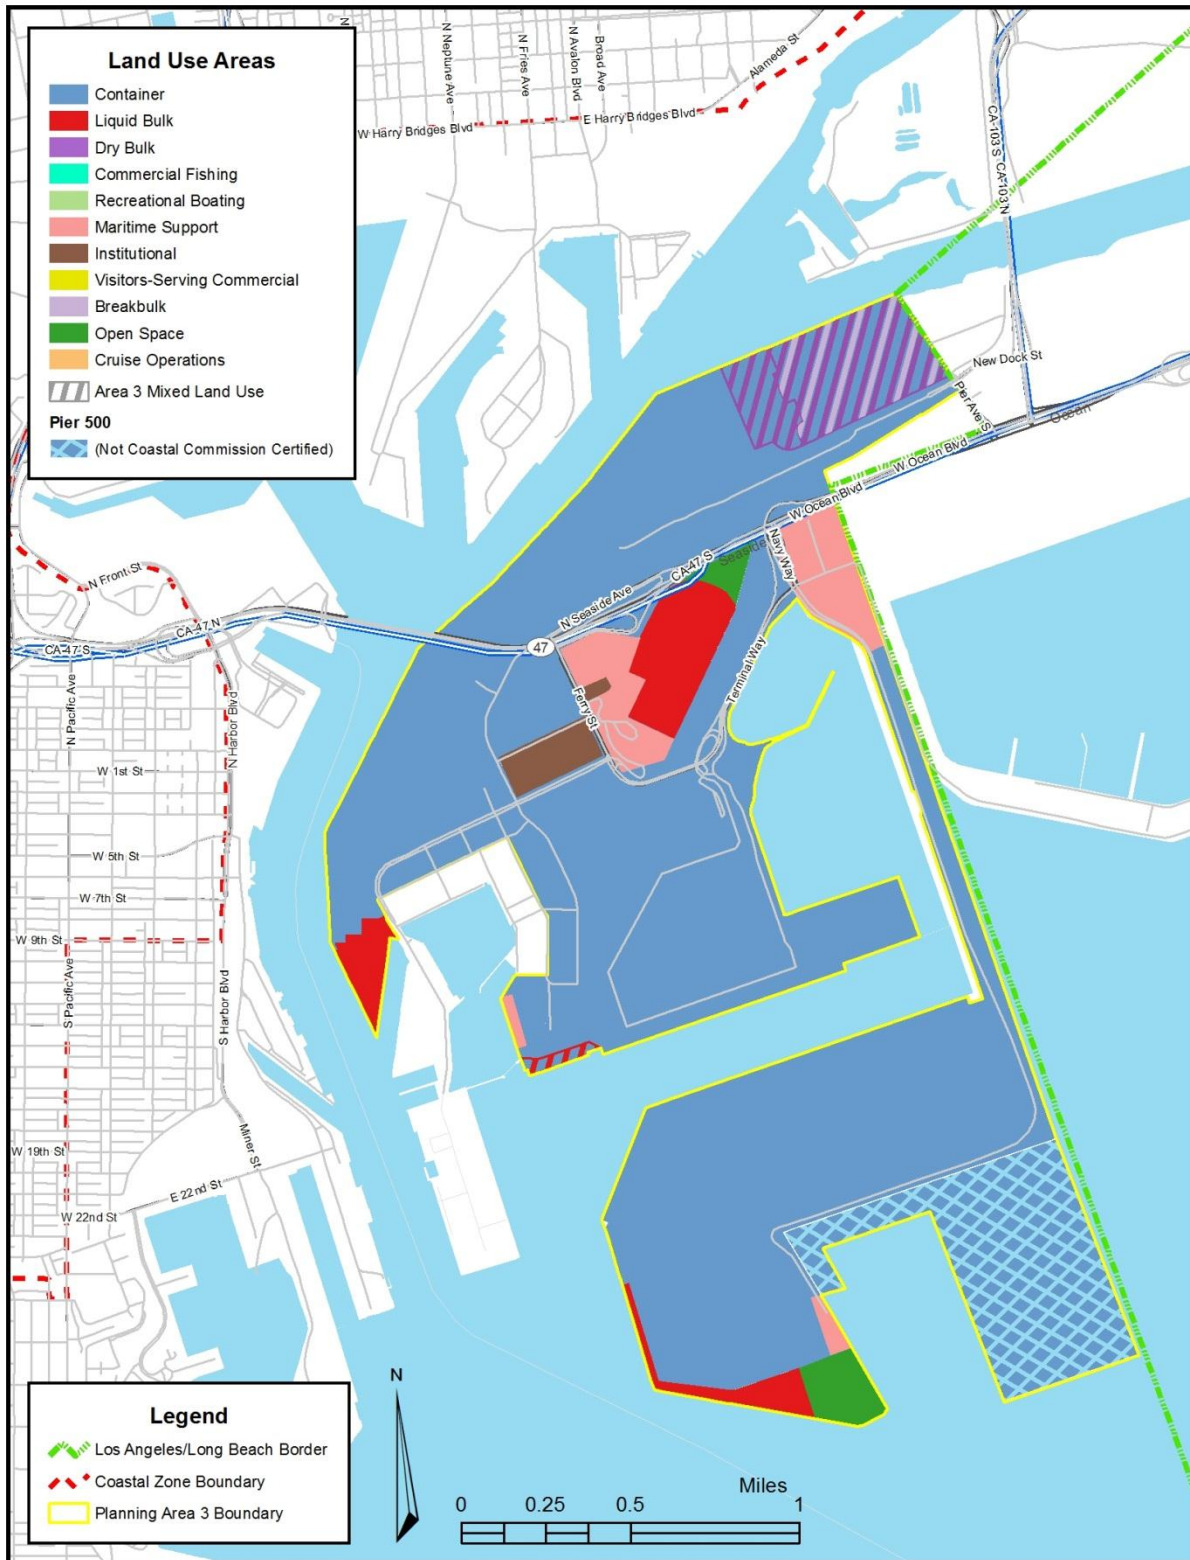 Land Use Areas
Container
Liquid Bulk
Dry Bulk
Commercial Fishing
Recreational Boating
Maritime Support
Institutional
Visitors-Serving Commercial
Breakbulk
Open Space
Cruise Operations
Area 3 Mixed Land Use
Pier 500
(Not Coastal Commission Certified)
N Neptune Ave
N Fries Ave
N Avalon Blvd
Broad Ave
Alameda St
W Harry Bridges Blvd
E Harry Bridges Blvd
CA-103 S
CA-103 N
New Dock St
Pier Ave S
Ocean
W Ocean Blvd
W Ocean Blvd
Seaside
Navy Way
CA-47 S
N Seaside Ave
47
Terminal Way
Ferry St
N Front St
CA-47 N
CA-47 S
N Pacific Ave
N Harbor Blvd
W 1st St
W 5th St
W 7th St
W 9th St
S Pacific Ave
S Harbor Blvd
Miner St
W 19th St
E 22nd St
W 22nd St
N
Legend
Los Angeles/Long Beach Border
Coastal Zone Boundary
Planning Area 3 Boundary
Miles
0 0.25 0.5 1